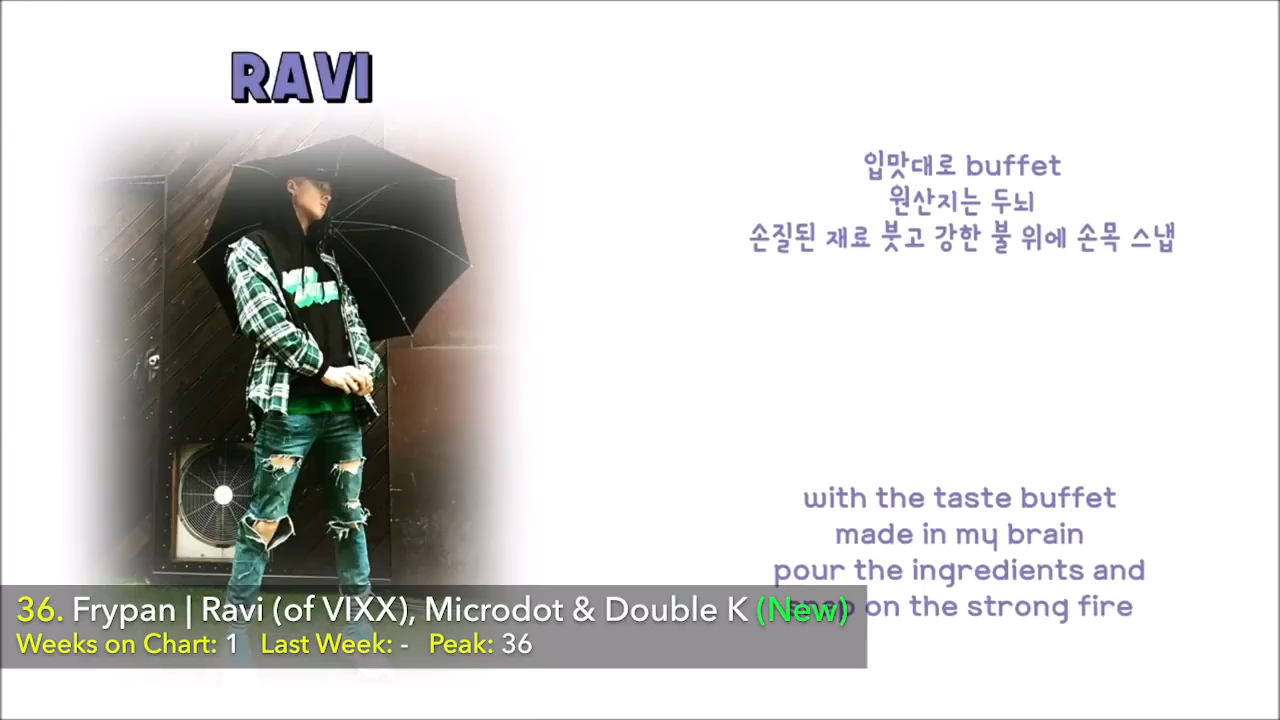 RAVI
입맛대로 buffet
원산지는 두뇌
손질된 재료 붓고 강한 불 위에 손목 스냅
with the taste buffet
made in my brain
pour the ingredients and
on the strong fire
36. Frypan | Ravi (of VIXX), Microdot & Double K (New)
Weeks on Chart: 1 Last Week: - Peak: 36